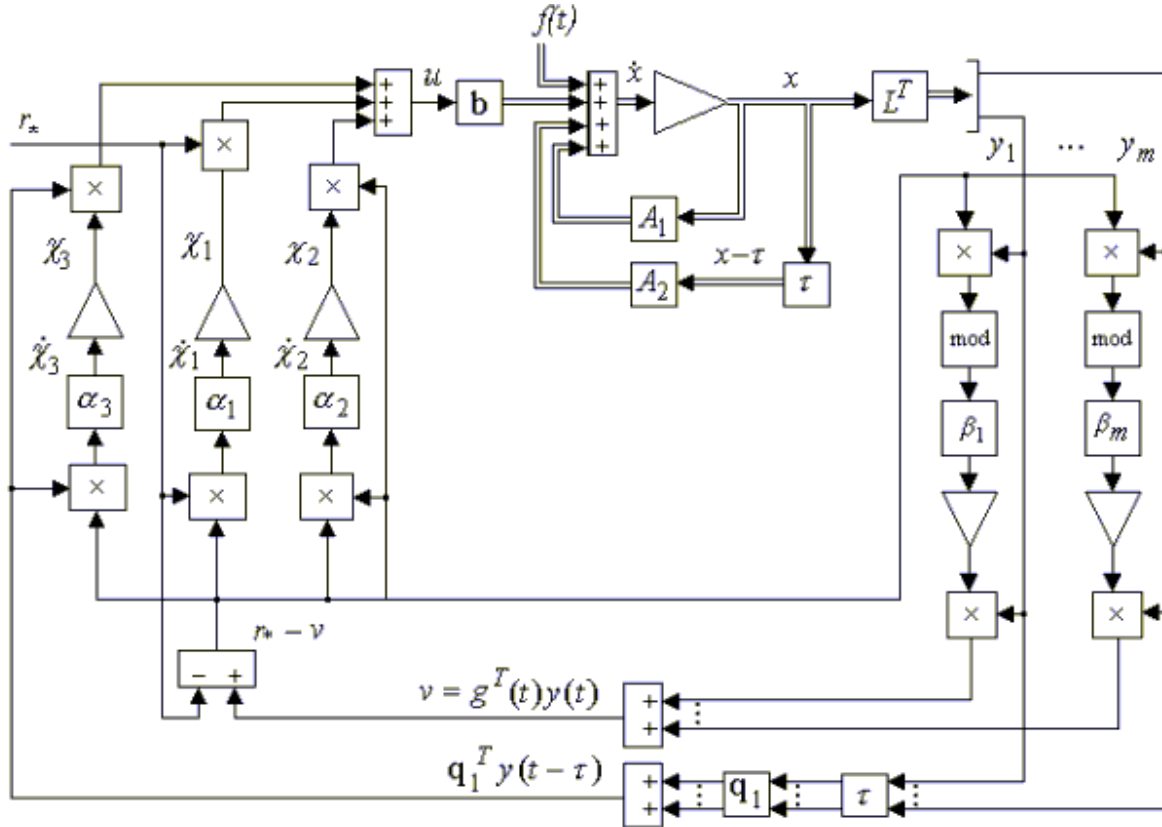 f(t)
+
+
+
u
b
+
+
+
+
ẋ
x
L^T
r_*
×
×
×
y_1 ... y_m
A_1
x−τ
A_2
τ
×
×
χ_3
χ_1
χ_2
mod
mod
χ̇_3
χ̇_1
χ̇_2
α_3
α_1
α_2
β_1
β_m
×
×
×
×
×
r_* − v
− +
v = g^T(t)y(t)
+
+
q_1^T y(t − τ)
+
+
q_1
τ